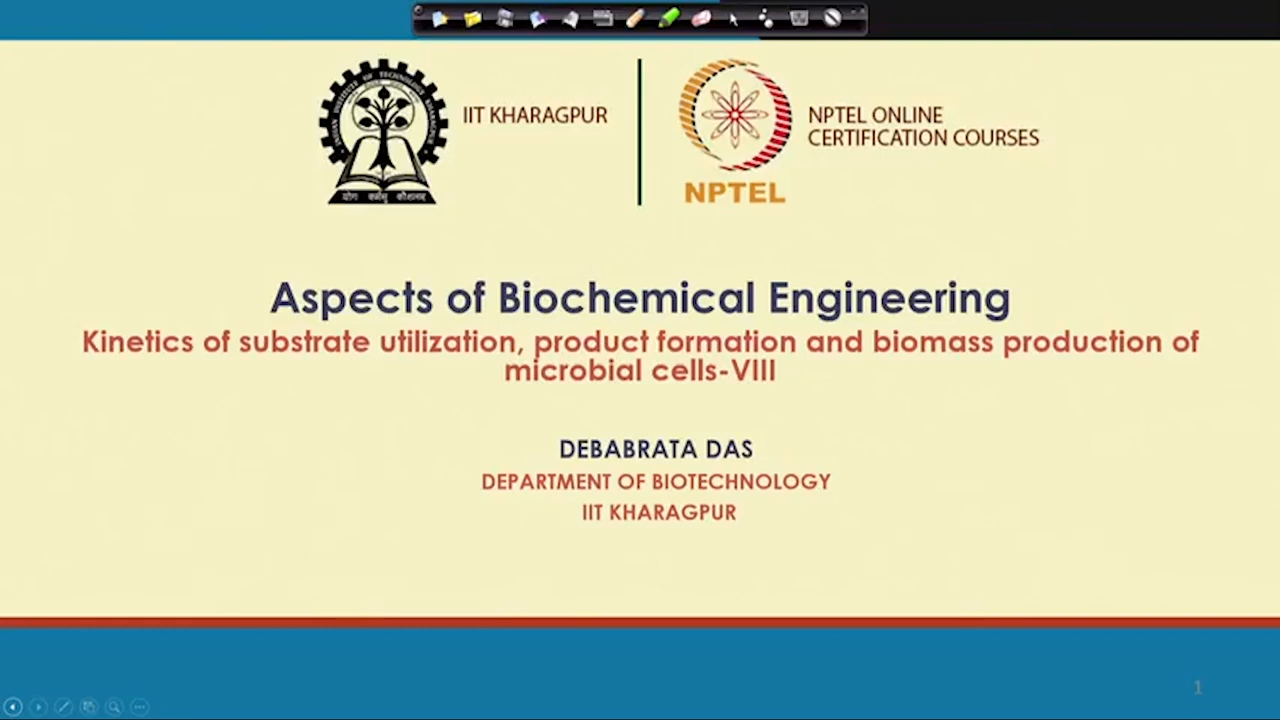 IIT KHARAGPUR
NPTEL ONLINE
CERTIFICATION COURSES
NPTEL
Aspects of Biochemical Engineering
Kinetics of substrate utilization, product formation and biomass production of
microbial cells-VIII
DEBABRATA DAS
DEPARTMENT OF BIOTECHNOLOGY
IIT KHARAGPUR
1